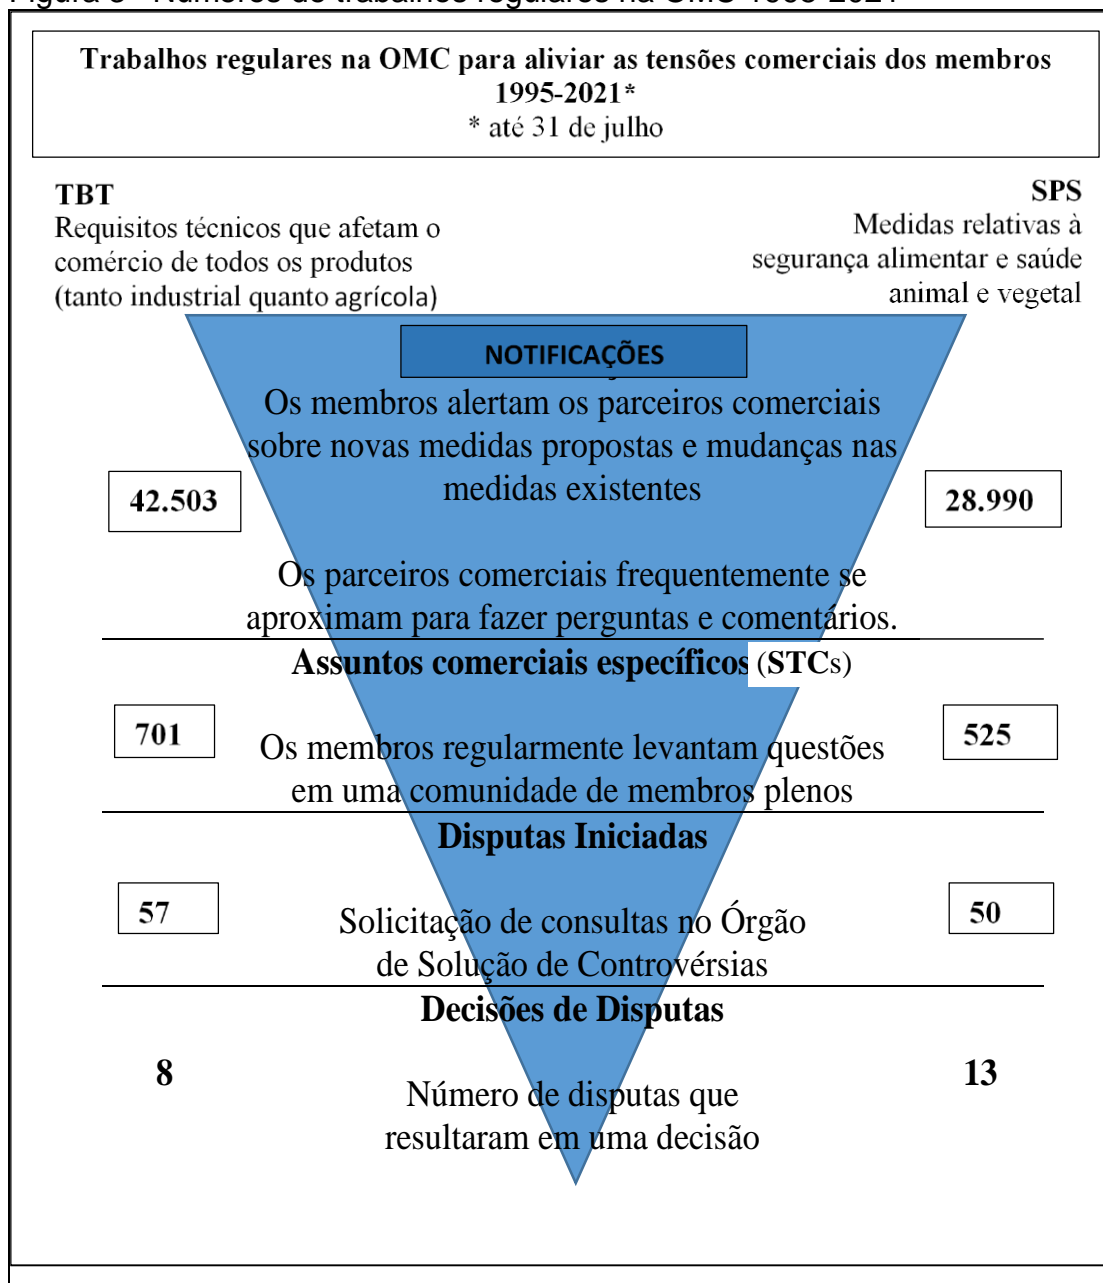 Trabalhos regulares na OMC para aliviar as tensões comerciais dos membros
1995-2021*
* até 31 de julho
TBT
Requisitos técnicos que afetam o
comércio de todos os produtos
(tanto industrial quanto agrícola)
SPS
Medidas relativas à
segurança alimentar e saúde
animal e vegetal
NOTIFICAÇÕES
Os membros alertam os parceiros comerciais
sobre novas medidas propostas e mudanças nas
medidas existentes
42.503
28.990
Os parceiros comerciais frequentemente se
aproximam para fazer perguntas e comentários.
Assuntos comerciais específicos (STCs)
701
525
Os membros regularmente levantam questões
em uma comunidade de membros plenos
Disputas Iniciadas
57
50
Solicitação de consultas no Órgão
de Solução de Controvérsias
Decisões de Disputas
8
13
Número de disputas que
resultaram em uma decisão